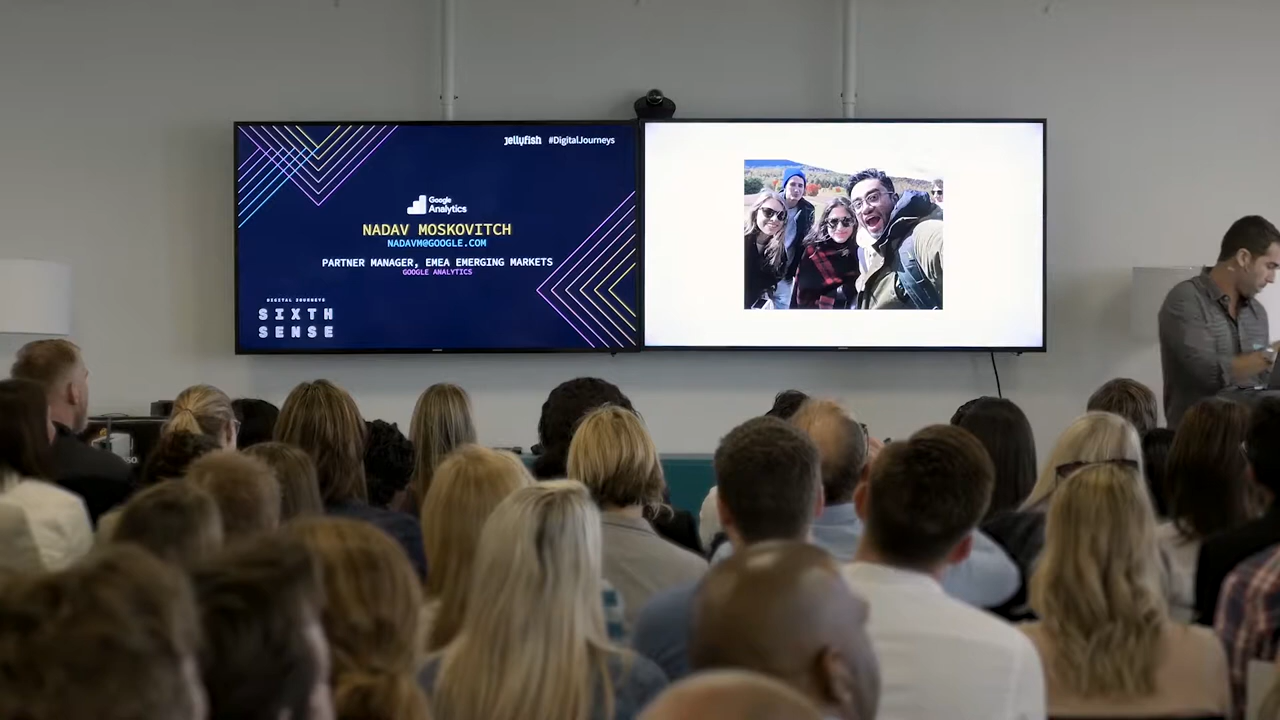 jellyfish #DigitalJourneys
Google
Analytics
NADAV MOSKOVITCH
NADAVM@GOOGLE.COM
PARTNER MANAGER, EMEA EMERGING MARKETS
GOOGLE ANALYTICS
DIGITAL JOURNEYS
SIXTH
SENSE